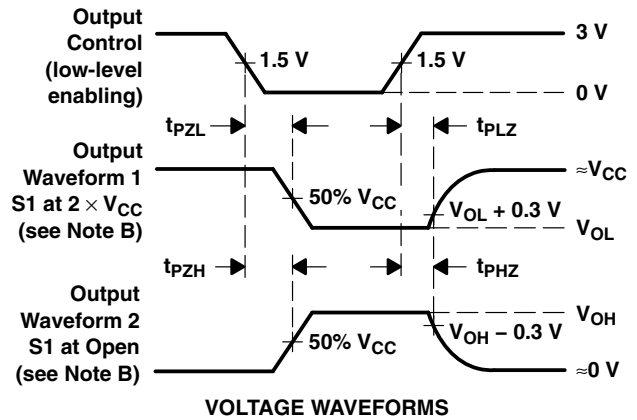 Output
Control
(low-level
enabling)
1.5 V
1.5 V
3 V
0 V
tPZL
tPLZ
Output
Waveform 1
S1 at 2 × VCC
(see Note B)
50% VCC
VOL + 0.3 V
≈VCC
VOL
tPZH
tPHZ
Output
Waveform 2
S1 at Open
(see Note B)
50% VCC
VOH − 0.3 V
VOH
≈0 V
VOLTAGE WAVEFORMS